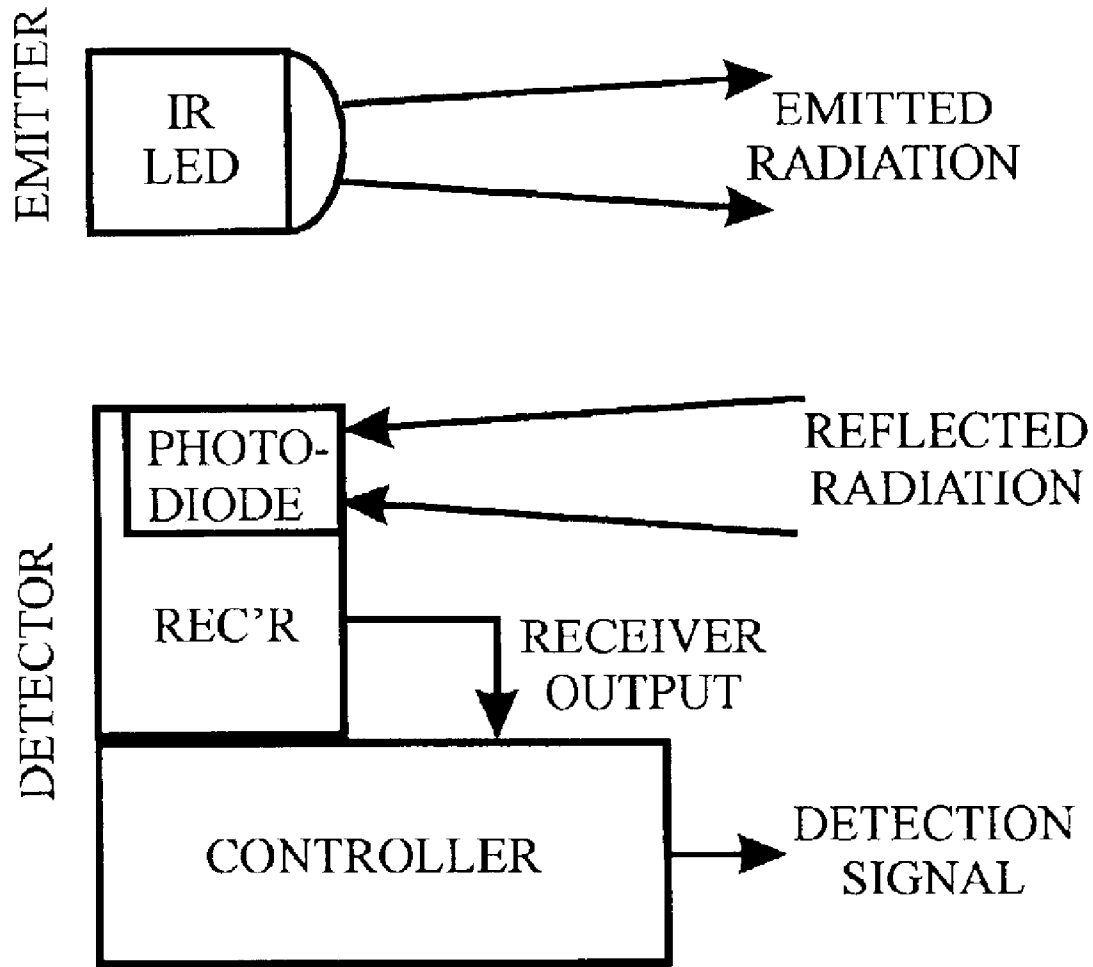 EMITTER
IR
LED
EMITTED
RADIATION
DETECTOR
PHOTO-
DIODE
REFLECTED
RADIATION
REC'R
RECEIVER
OUTPUT
CONTROLLER
DETECTION
SIGNAL